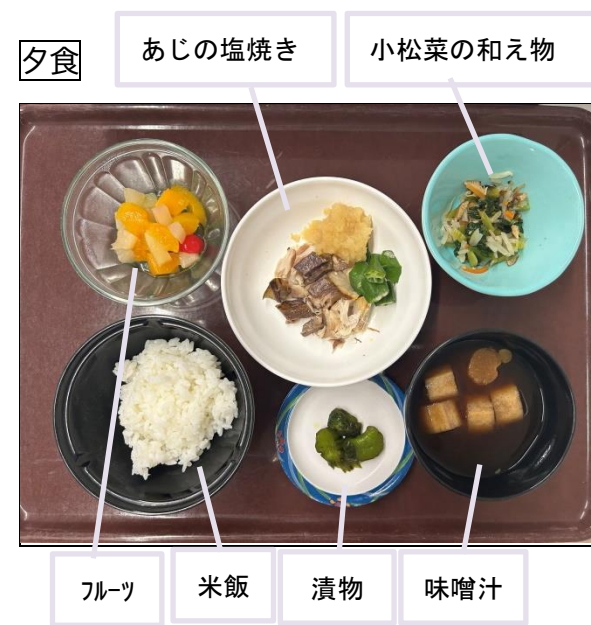 夕食
あじの塩焼き
小松菜の和え物
ﾌﾙｰﾂ
米飯
漬物
味噌汁